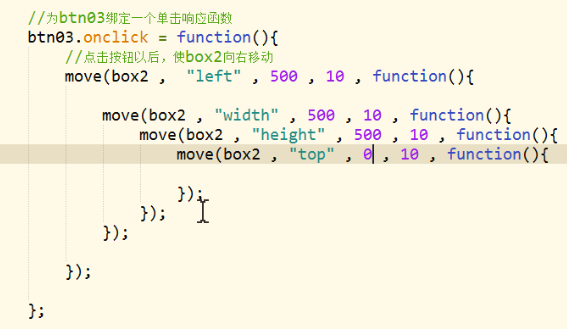 //为btn03绑定一个单击响应函数
btn03.onclick = function(){
//点击按钮以后，使box2向右移动
move(box2 , "left" , 500 , 10 , function(){
move(box2 , "width" , 500 , 10 , function(){
move(box2 , "height" , 500 , 10 , function(){
move(box2 , "top" , 0 , 10 , function(){
});
});
});
});
};